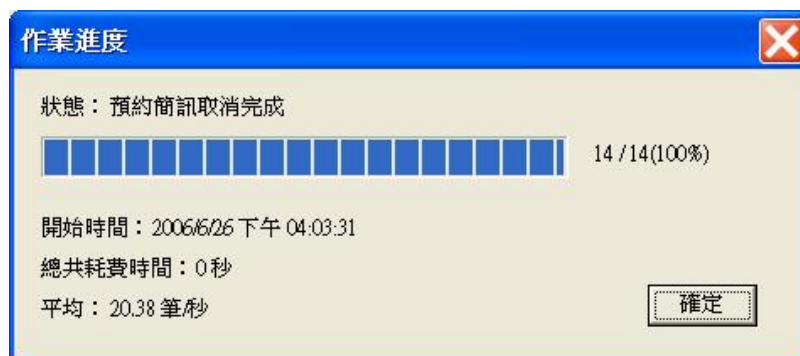 作業進度
狀態：預約簡訊取消完成
14 / 14(100%)
開始時間：2006/6/26 下午 04:03:31
總共耗費時間：0 秒
平均：20.38 筆/秒
確定